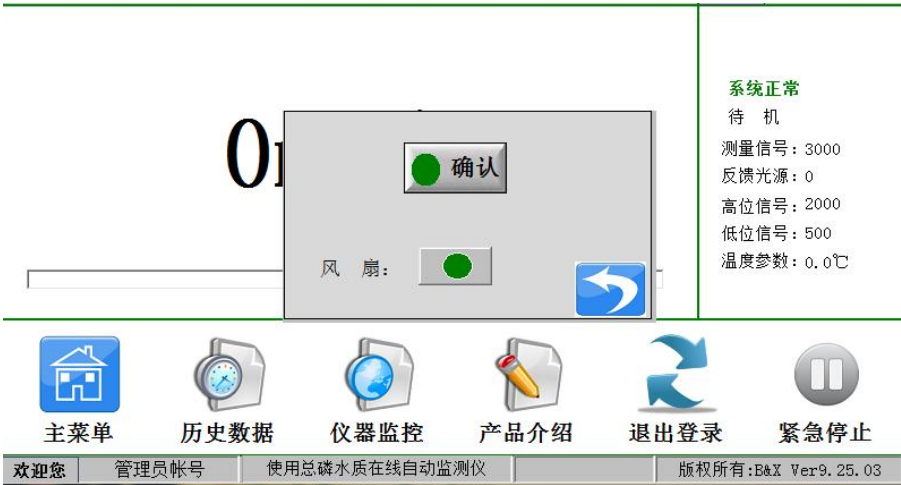 系统正常
待 机
测量信号：3000
反馈光源：0
高位信号：2000
低位信号：500
温度参数：0.0℃
确认
风 扇：
主菜单 历史数据 仪器监控 产品介绍 退出登录 紧急停止
欢迎您 管理员帐号 使用总磷水质在线自动监测仪 版权所有:B&X Ver9.25.03